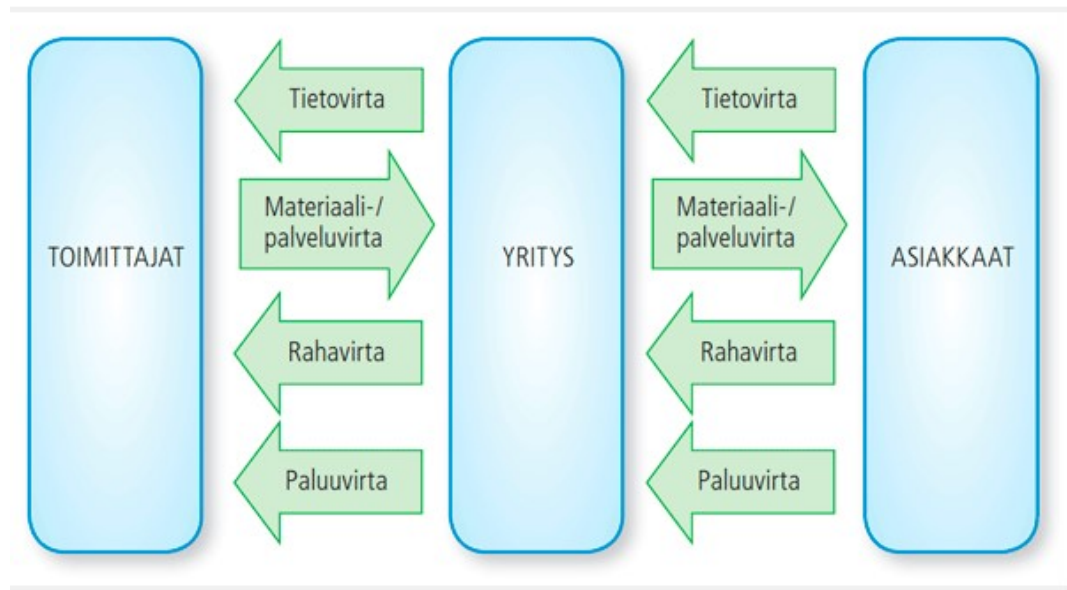 Tietovirta
Tietovirta
Materiaali-/
palveluvirta
Materiaali-/
palveluvirta
TOIMITTAJAT
YRITYS
ASIAKKAAT
Rahavirta
Rahavirta
Paluuvirta
Paluuvirta